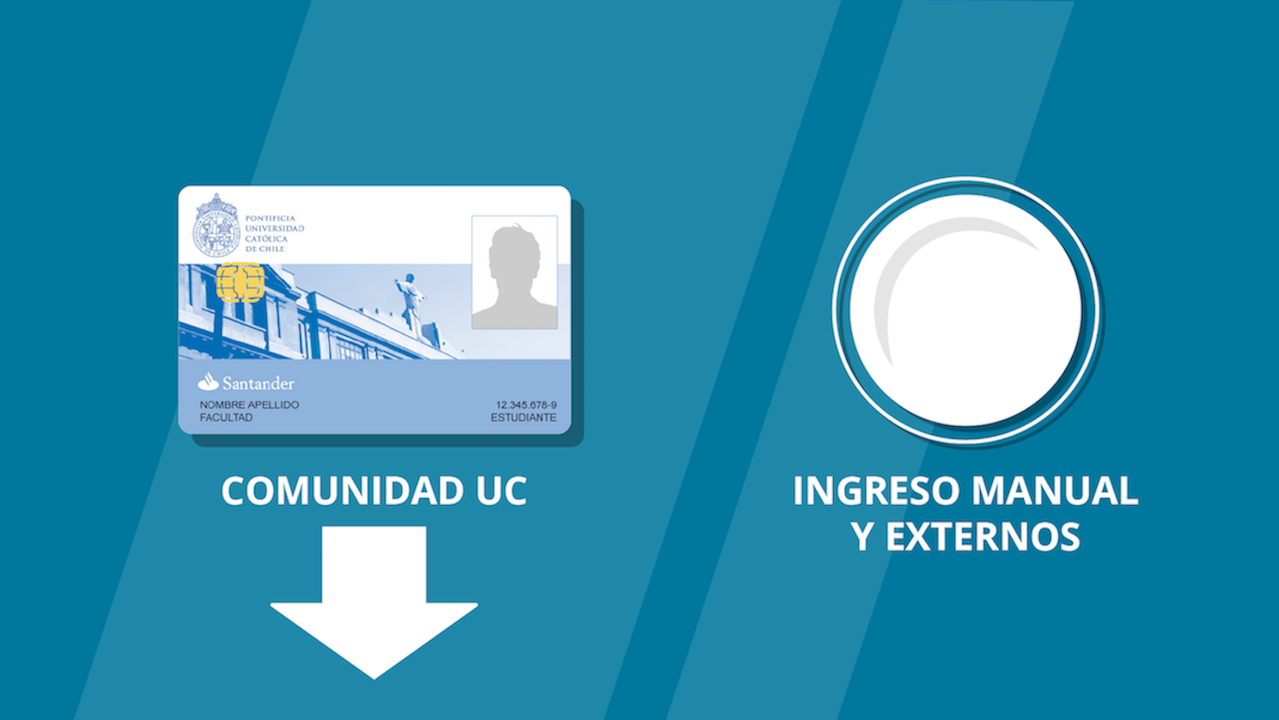 PONTIFICIA
UNIVERSIDAD
CATÓLICA
DE CHILE
Santander
NOMBRE APELLIDO
FACULTAD
12.345.678-9
ESTUDIANTE
COMUNIDAD UC
INGRESO MANUAL
Y EXTERNOS